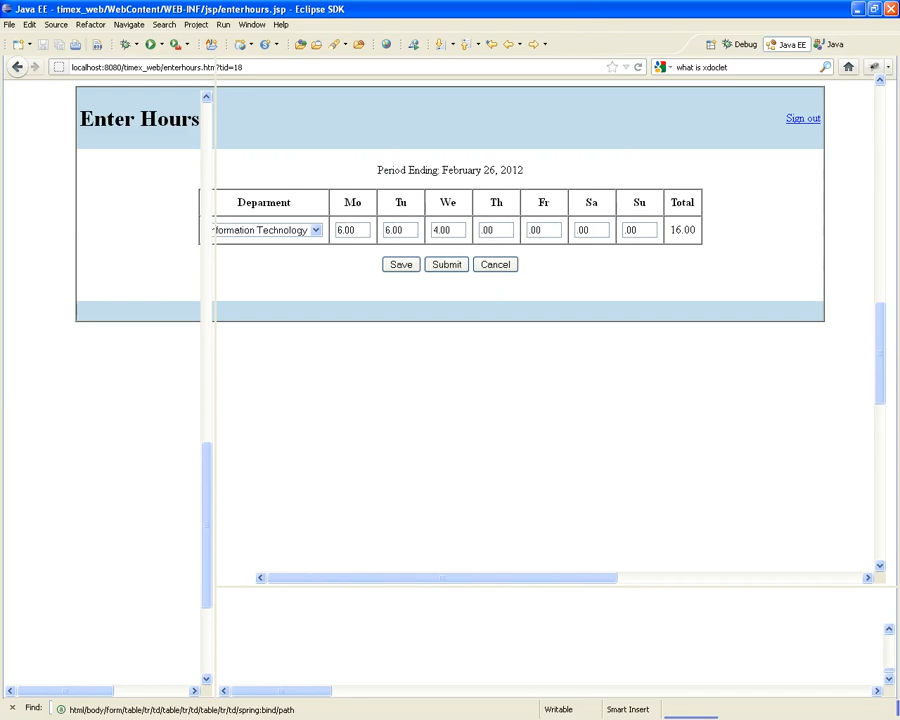 Java EE - timex_web/WebContent/WEB-INF/jsp/enterhours.jsp - Eclipse SDK
File Edit Source Refactor Navigate Search Project Run Window Help
Debug Java EE Java
localhost:8080/timex_web/enterhours.htm?tid=18 what is xdoclet
Enter Hours Sign out
Period Ending: February 26, 2012
Deparment Mo Tu We Th Fr Sa Su Total
nformation Technology 6.00 6.00 4.00 .00 .00 .00 .00 16.00
Save Submit Cancel
Find: html/body/form/table/tr/td/table/tr/td/table/tr/td/spring:bind/path Writable Smart Insert